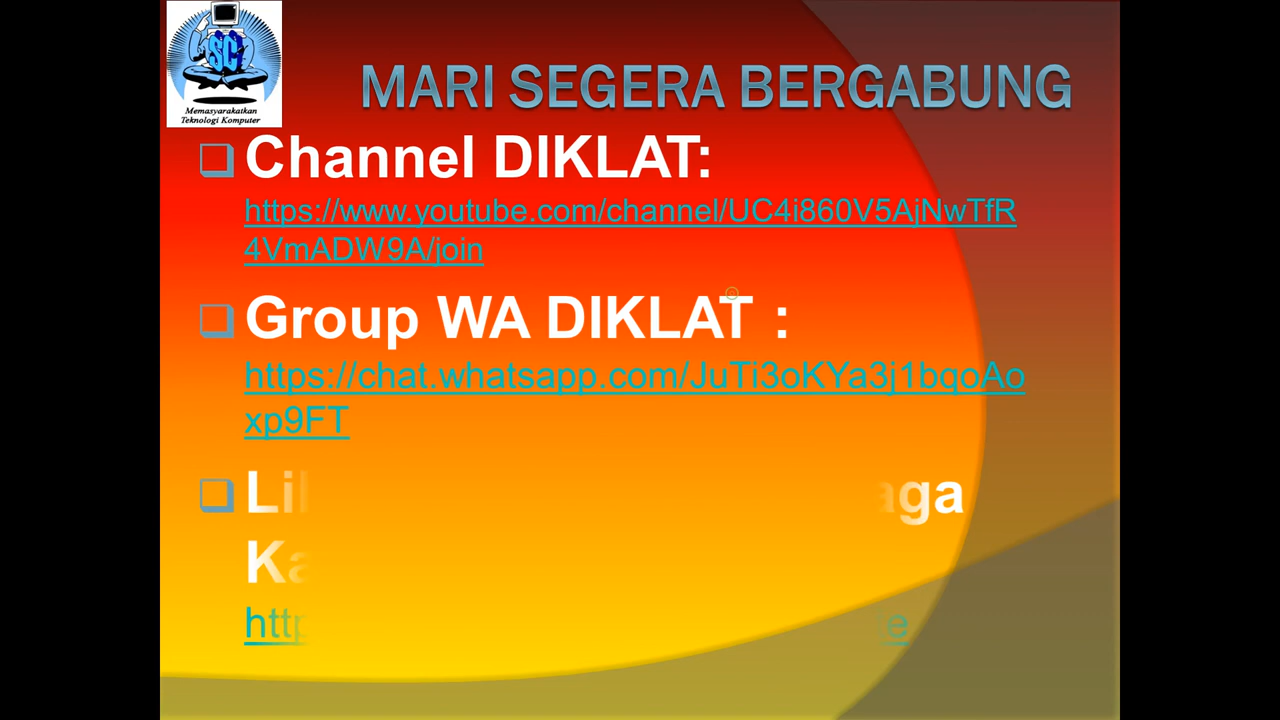 SCI
Memasyarakatkan
Teknologi Komputer
MARI SEGERA BERGABUNG
Channel DIKLAT:
https://www.youtube.com/channel/UC4i860V5AjNwTfR
4VmADW9A/join
Group WA DIKLAT :
https://chat.whatsapp.com/JuTi3oKYa3j1bqoAo
xp9FT